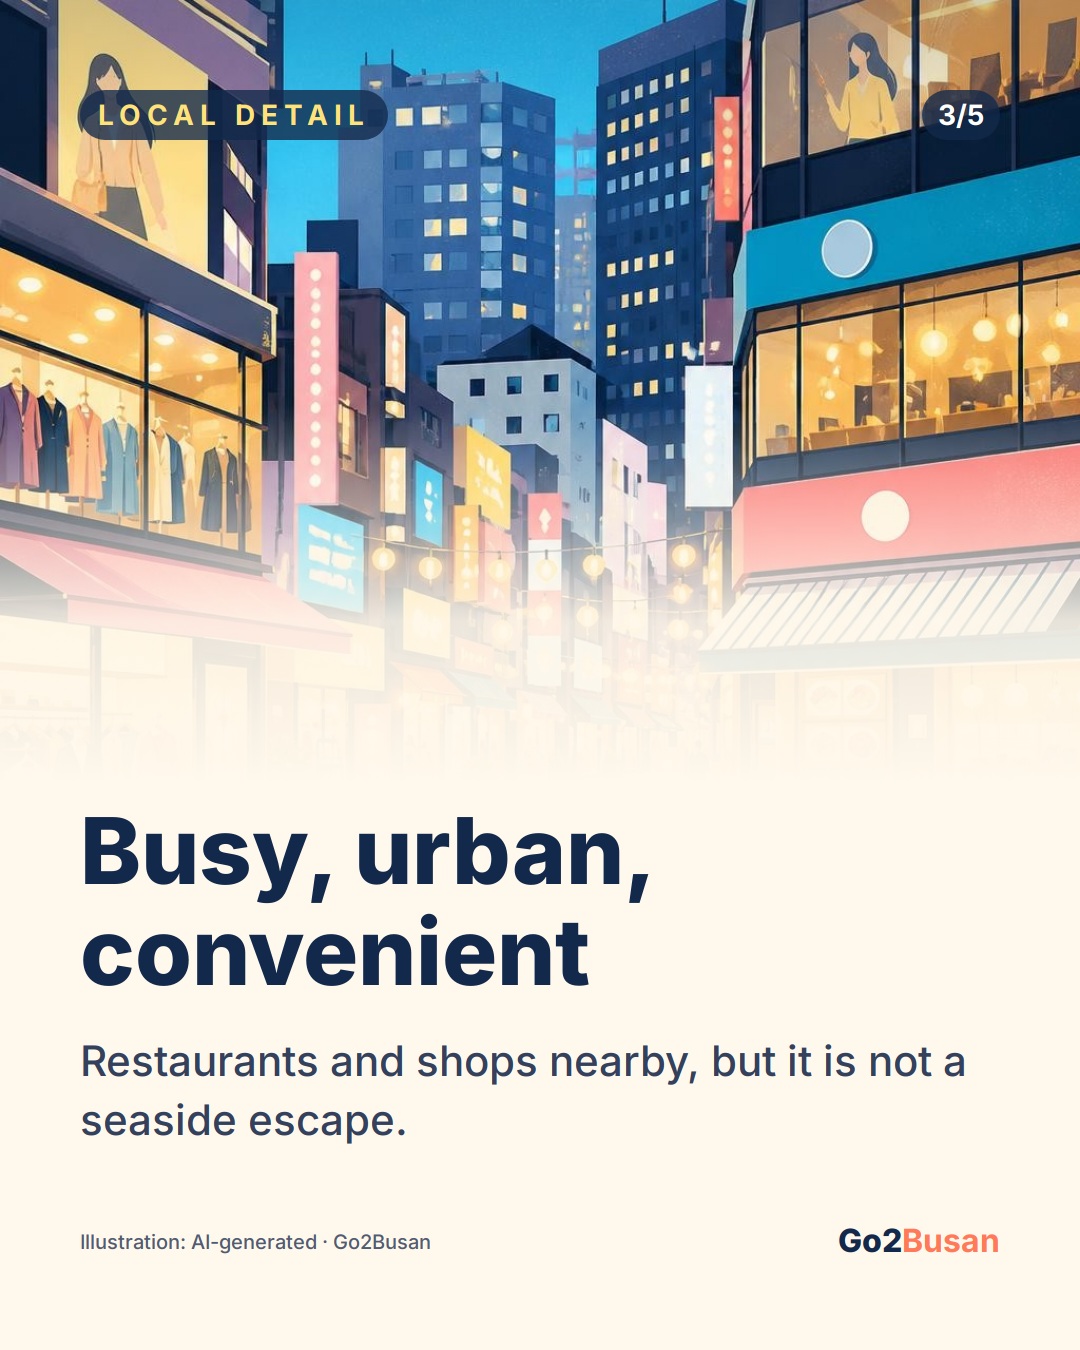 LOCAL DETAIL
3/5
Busy, urban,
convenient
Restaurants and shops nearby, but it is not a
seaside escape.
Illustration: AI-generated · Go2Busan
Go2Busan